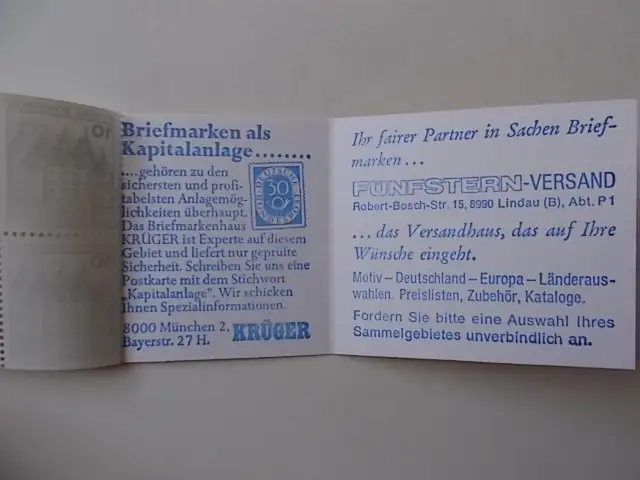 Briefmarken als
Kapitalanlage.......
....gehören zu den
sichersten und profi-
tabelsten Anlagemög-
lichkeiten überhaupt.
Das Briefmarkenhaus
KRÜGER ist Experte auf diesem
Gebiet und liefert nur geprüfte
Sicherheit. Schreiben Sie uns eine
Postkarte mit dem Stichwort
„Kapitalanlage". Wir schicken
Ihnen Spezialinformationen.
8000 München 2,
Bayerstr. 27 H.
KRÜGER
30
DEUTSCHE
10
Ihr fairer Partner in Sachen Brief-
marken...
FÜNFSTERN-VERSAND
Robert-Bosch-Str. 15, 8990 Lindau (B), Abt. P 1
...das Versandhaus, das auf Ihre
Wünsche eingeht.
Motiv – Deutschland – Europa – Länderaus-
wahlen. Preislisten, Zubehör, Kataloge.
Fordern Sie bitte eine Auswahl Ihres
Sammelgebietes unverbindlich an.